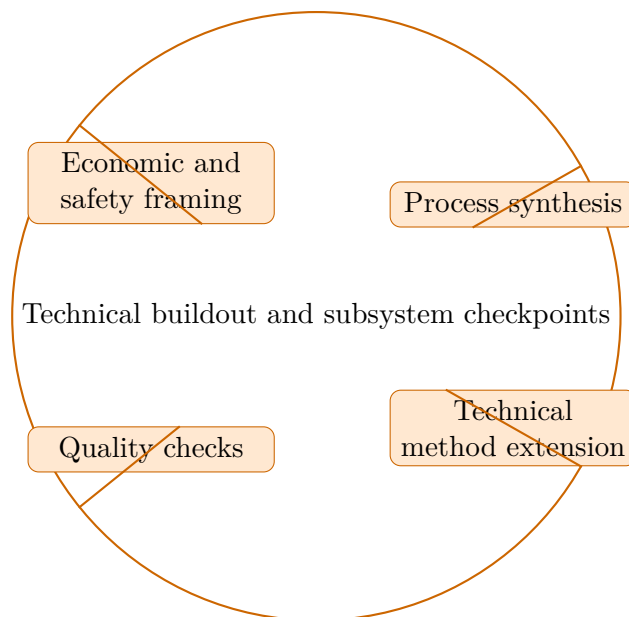 Economic and
safety framing
Process synthesis
Technical buildout and subsystem checkpoints
Technical
method extension
Quality checks